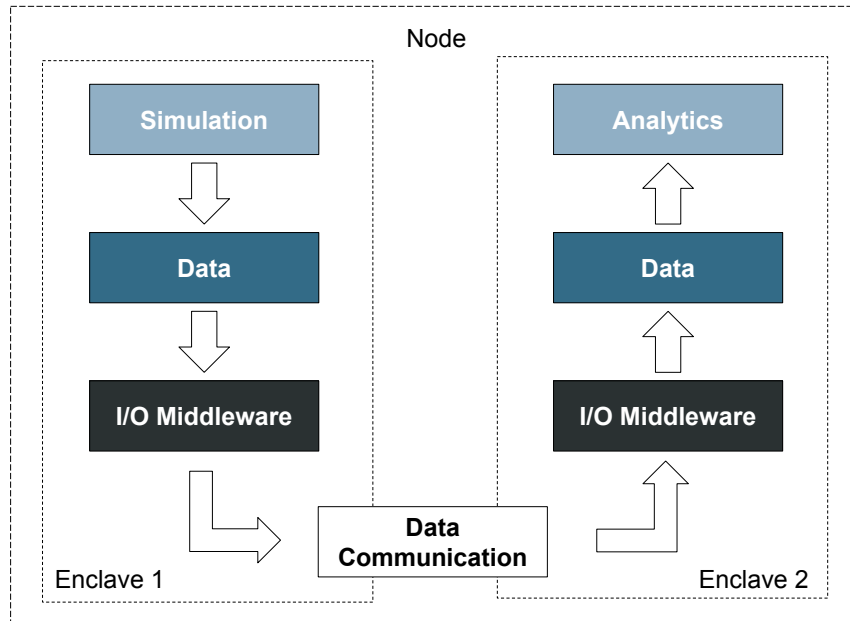 Node
Simulation
Data
I/O Middleware
Enclave 1
Data
Communication
Analytics
Data
I/O Middleware
Enclave 2